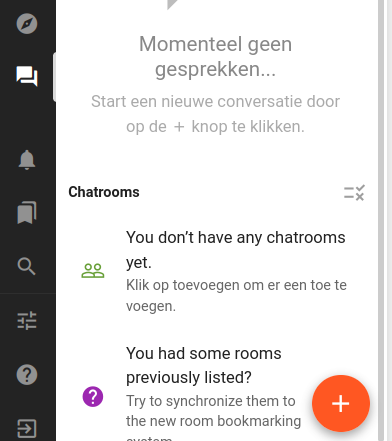 Momenteel geen
gesprekken...
Start een nieuwe conversatie door
op de + knop te klikken.
Chatrooms
You don't have any chatrooms
yet.
Klik op toevoegen om er een toe te
voegen.
You had some rooms
previously listed?
Try to synchronize them to
the new room bookmarking
system